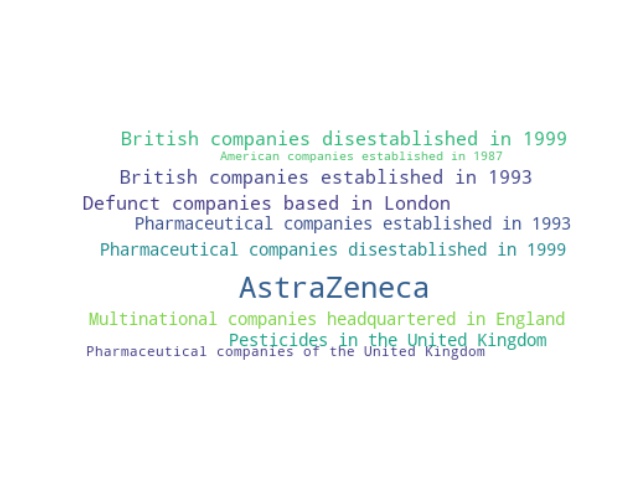 British companies disestablished in 1999
American companies established in 1987
British companies established in 1993
Defunct companies based in London
Pharmaceutical companies established in 1993
Pharmaceutical companies disestablished in 1999
AstraZeneca
Multinational companies headquartered in England
Pesticides in the United Kingdom
Pharmaceutical companies of the United Kingdom